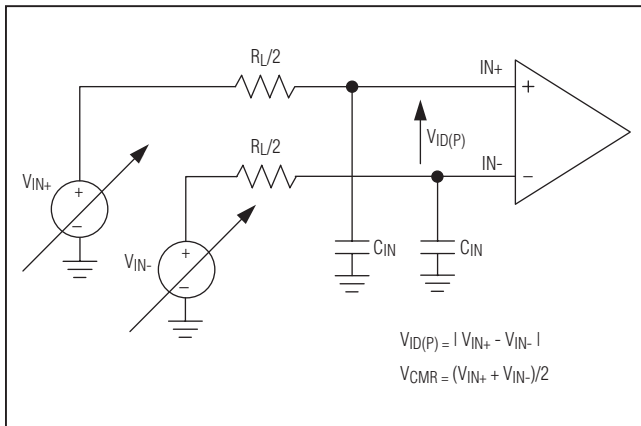 RL/2
IN+
+
VID(P)
RL/2
IN-
−
VIN+
+
−
VIN-
+
−
CIN
CIN
VID(P) = | VIN+ - VIN- |
VCMR = (VIN+ + VIN-)/2